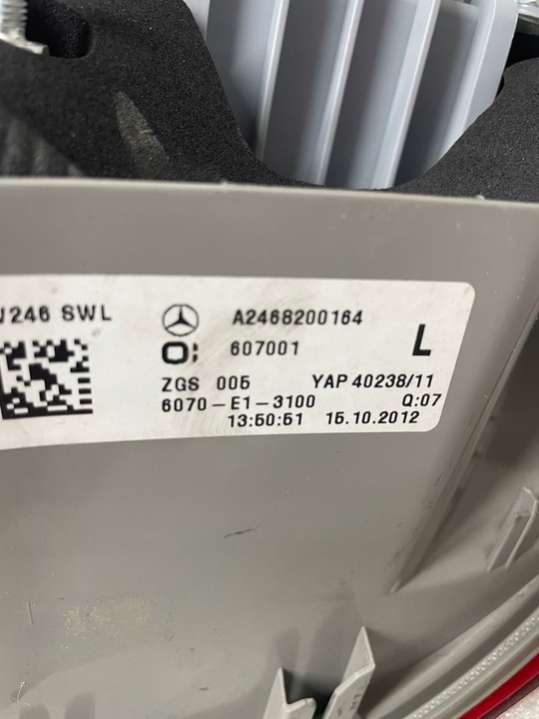 246 SWL
A2468200164
O: 607001
L
ZGS 005 YAP 40238/11
6070-E1-3100 Q:07
13:50:51 15.10.2012